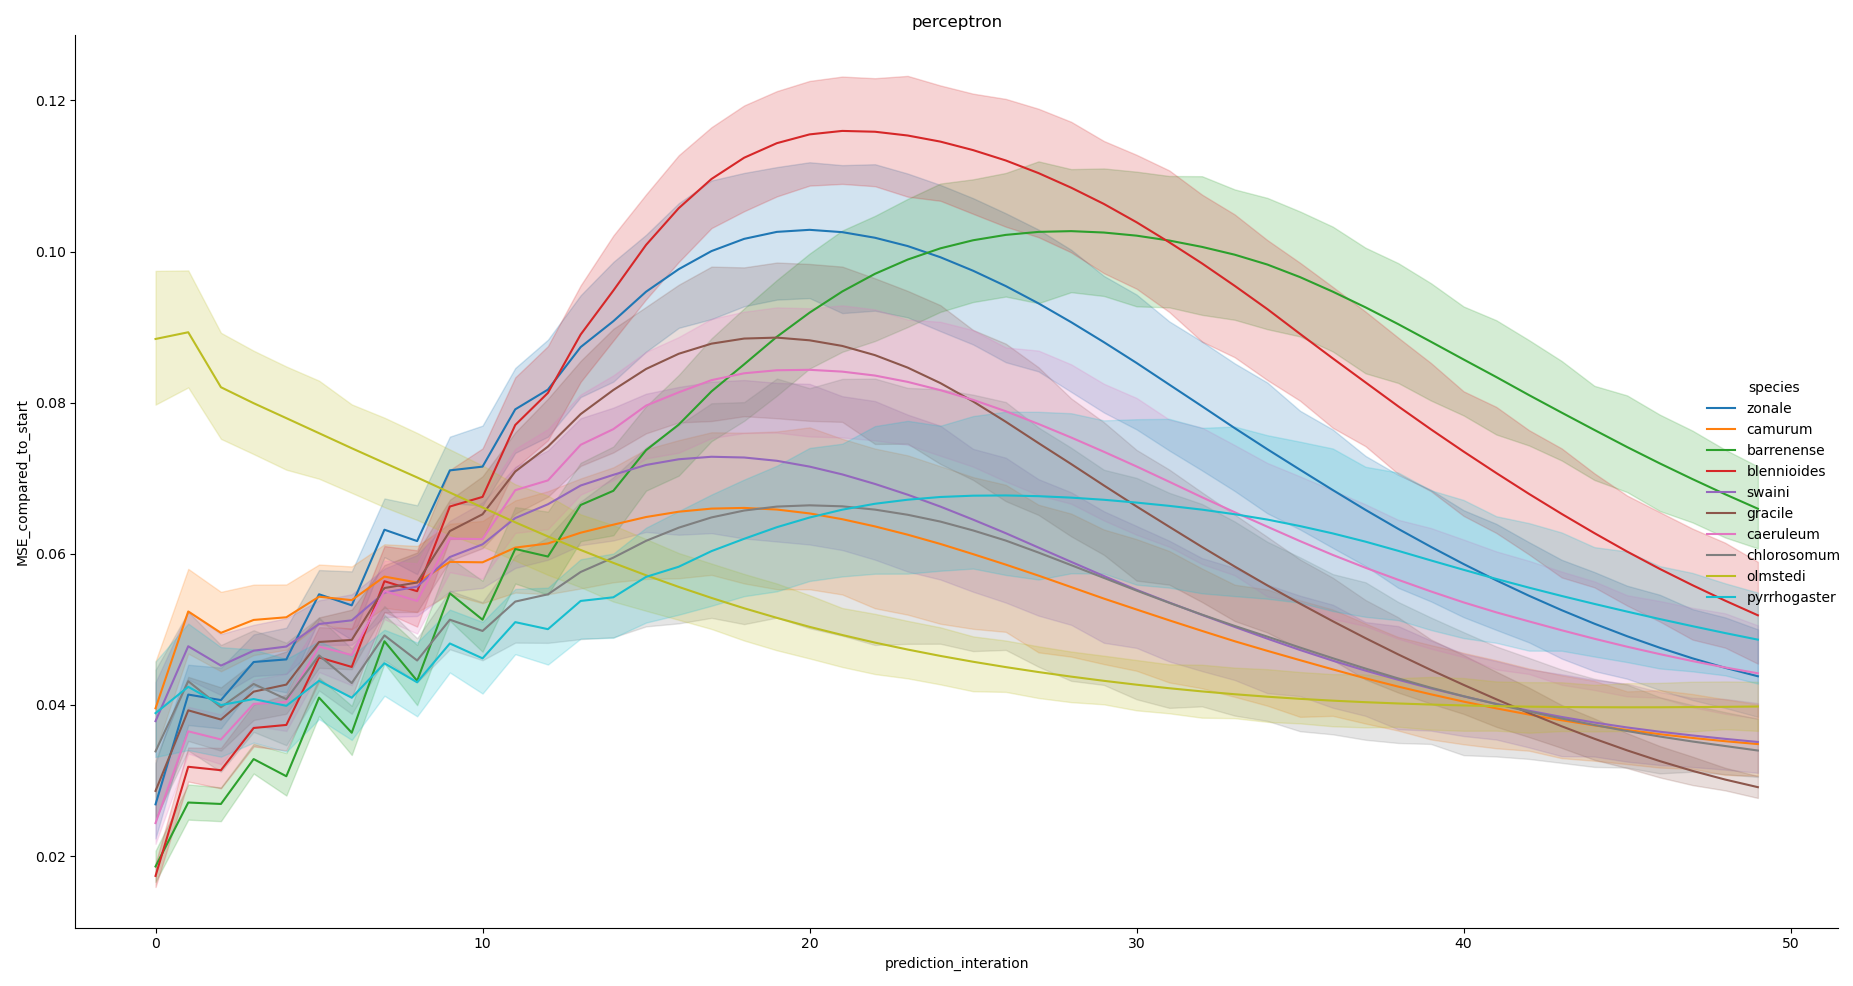 perceptron
MSE_compared_to_start
0.12
0.10
0.08
0.06
0.04
0.02
0
10
20
30
40
50
prediction_interation
species
zonale
camurum
barrenense
blennioides
swaini
gracile
caeruleum
chlorosomum
olmstedi
pyrrhogaster